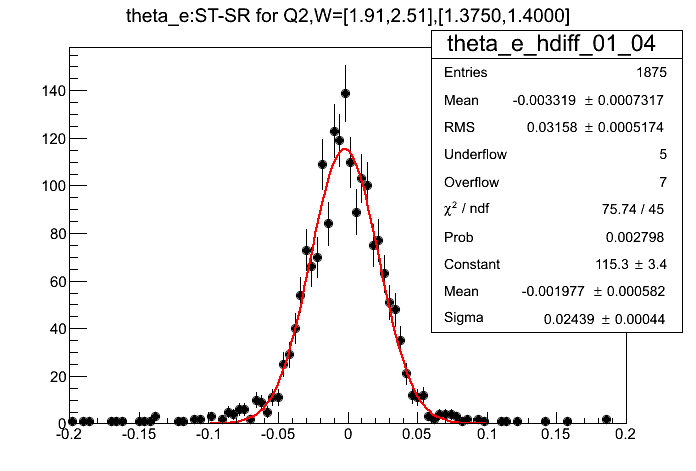 theta_e:ST-SR for Q2,W=[1.91,2.51],[1.3750,1.4000]
theta_e_hdiff_01_04
Entries 1875
Mean -0.003319 ± 0.0007317
RMS 0.03158 ± 0.0005174
Underflow 5
Overflow 7
χ² / ndf 75.74 / 45
Prob 0.002798
Constant 115.3 ± 3.4
Mean -0.001977 ± 0.000582
Sigma 0.02439 ± 0.00044
140
120
100
80
60
40
20
0
-0.2 -0.15 -0.1 -0.05 0 0.05 0.1 0.15 0.2